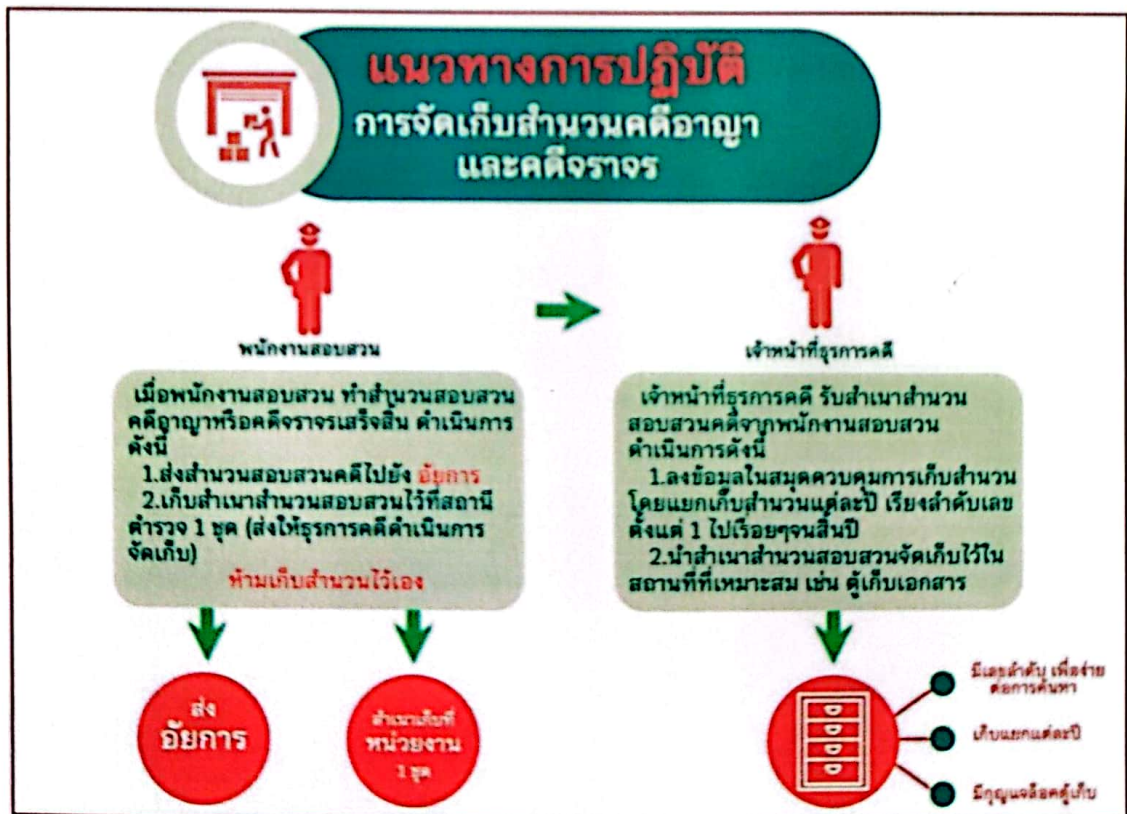 แนวทางการปฏิบัติ
การจัดเก็บสำนวนคดีอาญา
และคดีจราจร
พนักงานสอบสวน
เมื่อพนักงานสอบสวน ทำสำนวนสอบสวน
คดีอาญาหรือคดีจราจรเสร็จสิ้น ดำเนินการ
ดังนี้
1.ส่งสำนวนสอบสวนคดีไปยัง อัยการ
2.เก็บสำเนาสำนวนสอบสวนไว้ที่สถานี
ตำรวจ 1 ชุด (ส่งให้ธุรการคดีดำเนินการ
จัดเก็บ)
ห้ามเก็บสำนวนไว้เอง
ส่ง
อัยการ
สำเนาเก็บที่
หน่วยงาน
1 ชุด
เจ้าหน้าที่ธุรการคดี
เจ้าหน้าที่ธุรการคดี รับสำเนาสำนวน
สอบสวนคดีจากพนักงานสอบสวน
ดำเนินการดังนี้
1.ลงข้อมูลในสมุดควบคุมการเก็บสำนวน
โดยแยกเก็บสำนวนแต่ละปี เรียงลำดับเลข
ตั้งแต่ 1 ไปเรื่อยๆจนสิ้นปี
2.นำสำเนาสำนวนสอบสวนจัดเก็บไว้ใน
สถานที่ที่เหมาะสม เช่น ตู้เก็บเอกสาร
มีเลขลำดับ เพื่อง่าย
ต่อการค้นหา
เก็บแยกแต่ละปี
มีกุญแจล็อคตู้เก็บ